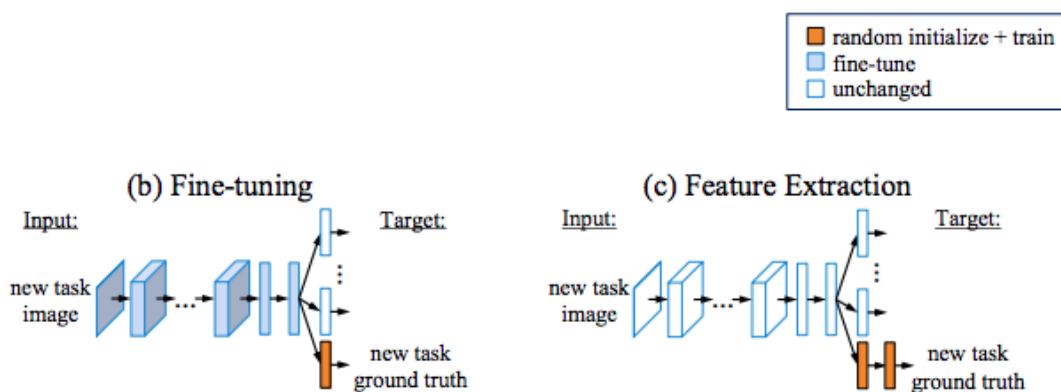 random initialize + train
fine-tune
unchanged
(b) Fine-tuning
Input:
Target:
new task
image
...
...
new task
ground truth
(c) Feature Extraction
Input:
Target:
new task
image
...
...
new task
ground truth